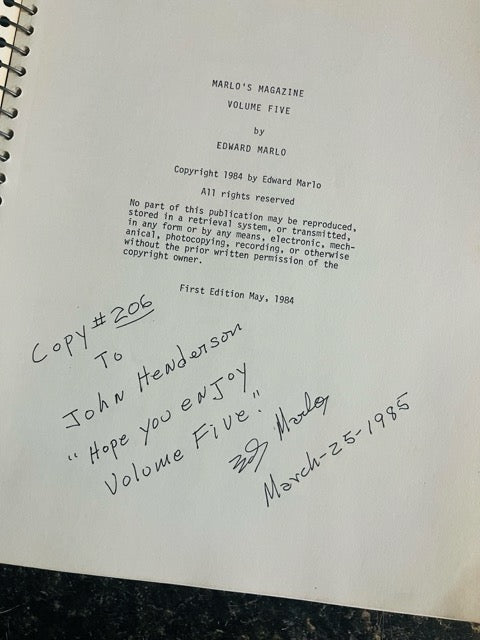 MARLO'S MAGAZINE
VOLUME FIVE
by
EDWARD MARLO
Copyright 1984 by Edward Marlo
All rights reserved
No part of this publication may be reproduced,
stored in a retrieval system, or transmitted,
in any form or by any means, electronic, mech-
anical, photocopying, recording, or otherwise
without the prior written permission of the
copyright owner.
First Edition May, 1984
Copy # 206
To
John Henderson
"Hope you enjoy
Volume Five."
Ed Marlo
March-25-1985